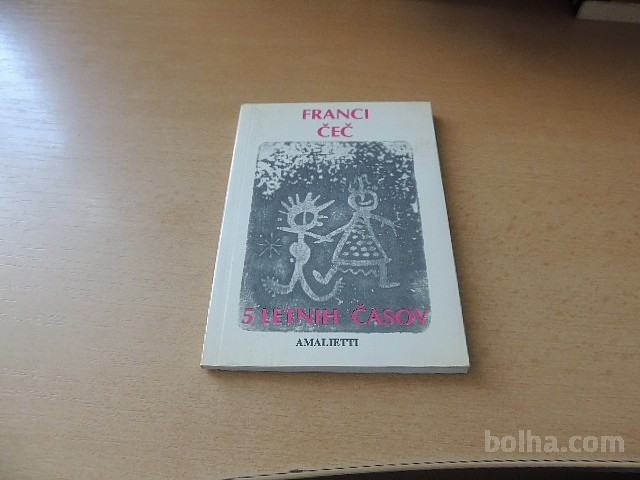 FRANCI
ČEČ
5 LETNIH ČASOV
AMALIETTI
bolha.com